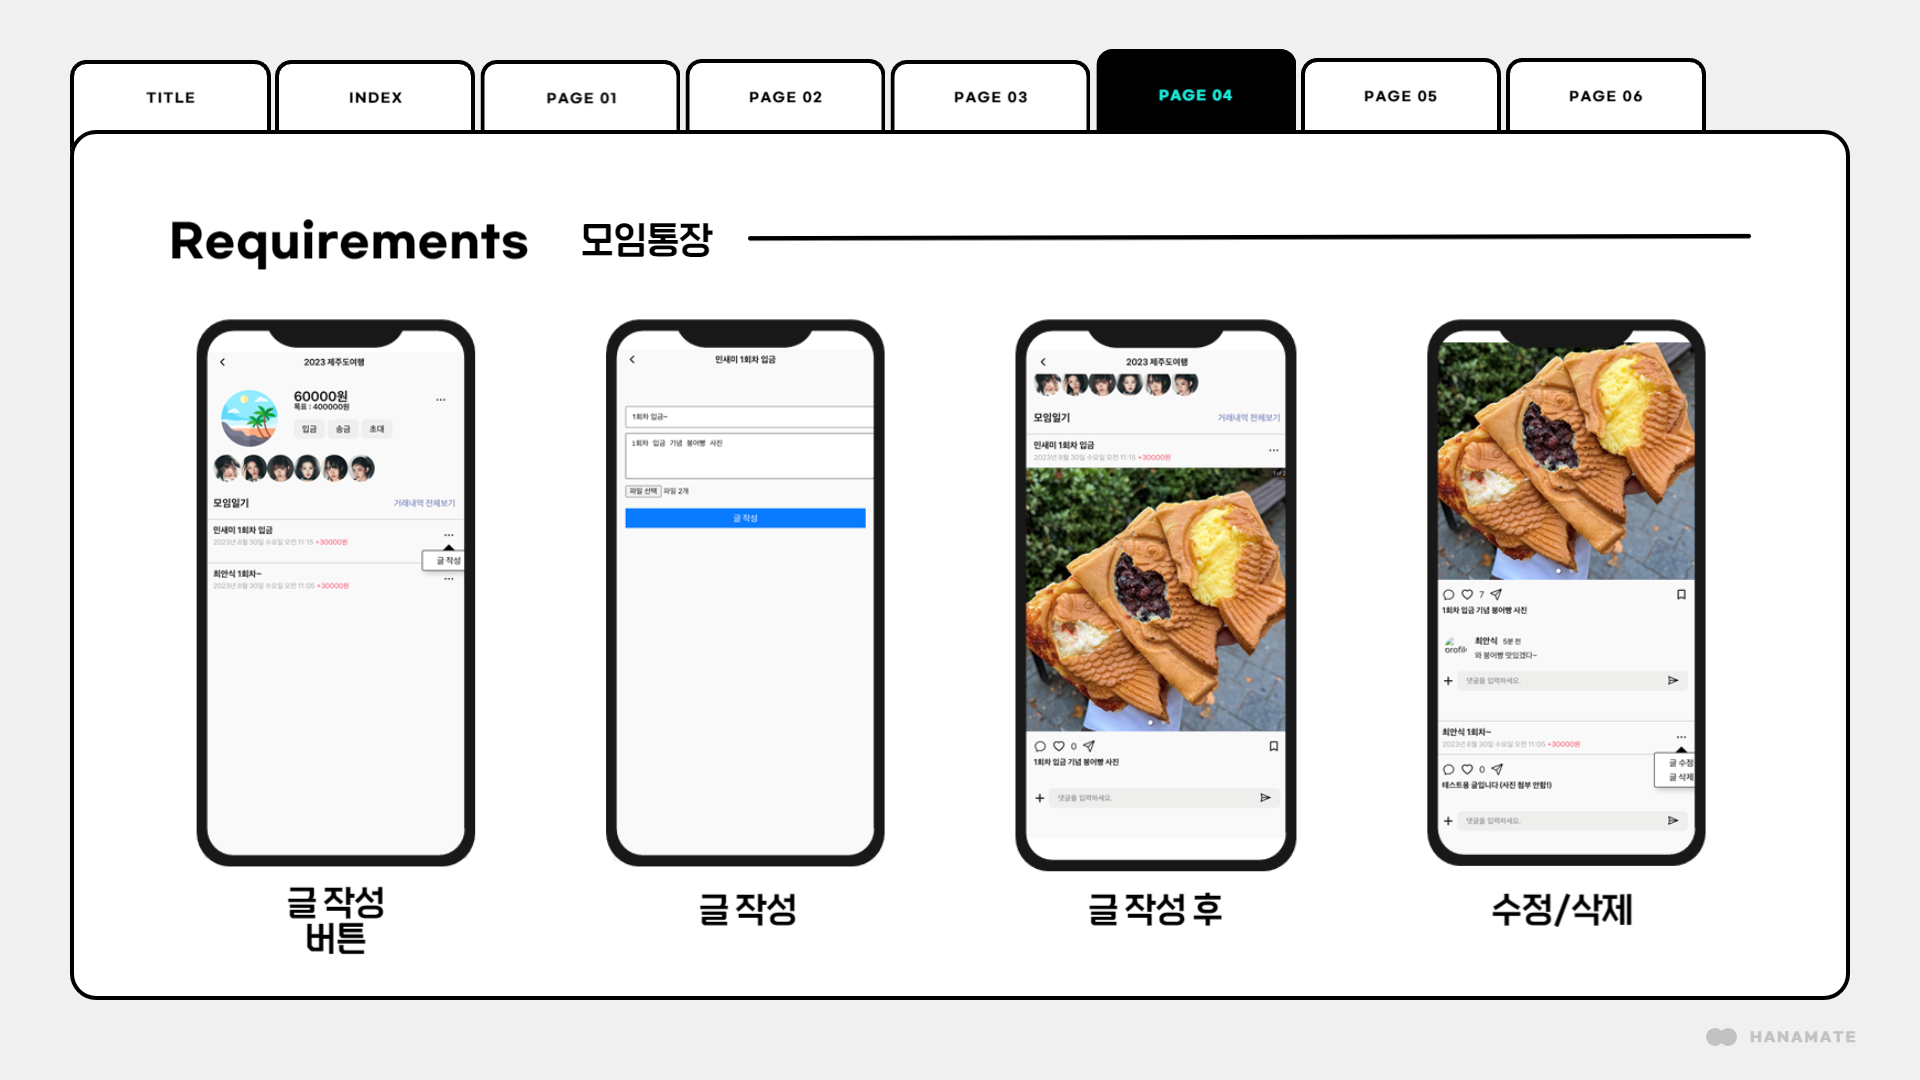 TITLE
INDEX
PAGE 01
PAGE 02
PAGE 03
PAGE 04
PAGE 05
PAGE 06
Requirements 모임통장
2023 제주도여행
60000원
목표 : 400000원
입금 송금 초대
모임일기 거래내역 전체보기
민새미 1회차 입금
2023년 8월 30일 수요일 오전 11:15 +30000원
글 작성
최안식 1회차~
2023년 8월 30일 수요일 오전 11:05 +30000원
글 작성
버튼
민새미 1회차 입금
1회차 입금~
1회차 입금 기념 붕어빵 사진
파일 선택 파일 2개
글 작성
글 작성
2023 제주도여행
모임일기 거래내역 전체보기
민새미 1회차 입금
2023년 8월 30일 수요일 오전 11:15 +30000원
1 of 2
0
1회차 입금 기념 붕어빵 사진
댓글을 입력하세요.
글 작성 후
7
1회차 입금 기념 붕어빵 사진
최안식 5분 전
와 붕어빵 맛있겠다~
댓글을 입력하세요.
최안식 1회차~
2023년 8월 30일 수요일 오전 11:05 +30000원
글 수정
글 삭제
0
테스트용 글입니다 (사진 첨부 안함!)
댓글을 입력하세요.
수정/삭제
HANAMATE